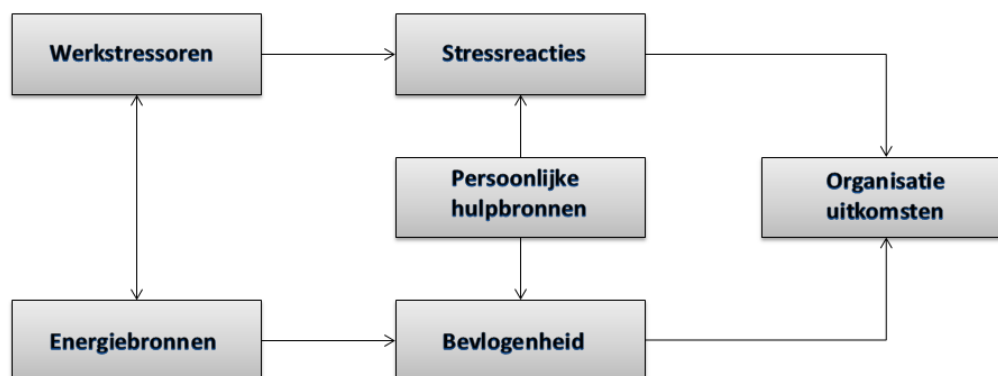 Werkstressoren
Stressreacties
Persoonlijke
hulpbronnen
Organisatie
uitkomsten
Energiebronnen
Bevlogenheid